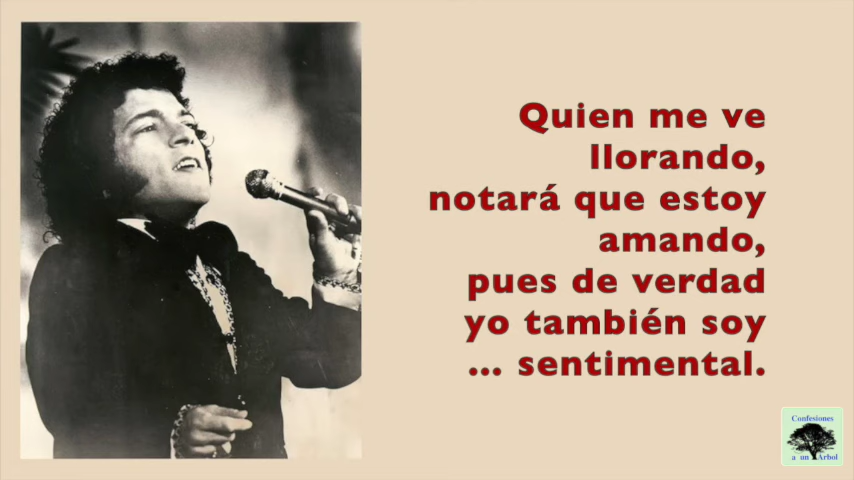 Quien me ve
llorando,
notará que estoy
amando,
pues de verdad
yo también soy
... sentimental.
Confesiones
a un Árbol